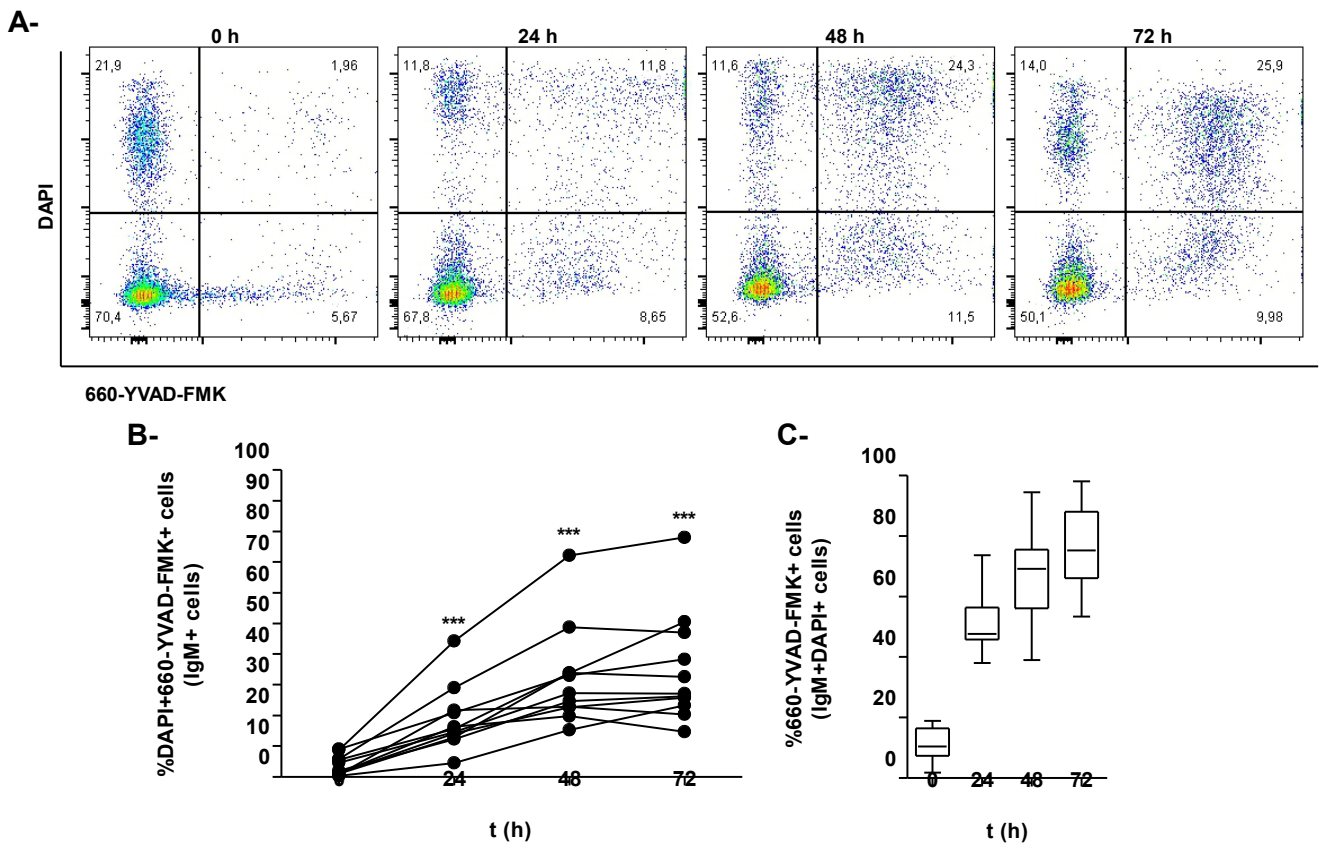 A-
0 h
24 h
48 h
72 h
21,9
1,96
11,8
11,8
11,6
24,3
14,0
25,9
DAPI
70,4
5,67
67,8
8,65
52,6
11,5
50,1
9,98
660-YVAD-FMK
B-
%DAPI+660-YVAD-FMK+ cells
(IgM+ cells)
100
90
80
70
60
50
40
30
20
10
0
***
***
***
0
24
48
72
t (h)
C-
%660-YVAD-FMK+ cells
(IgM+DAPI+ cells)
100
80
60
40
20
0
0
24
48
72
t (h)